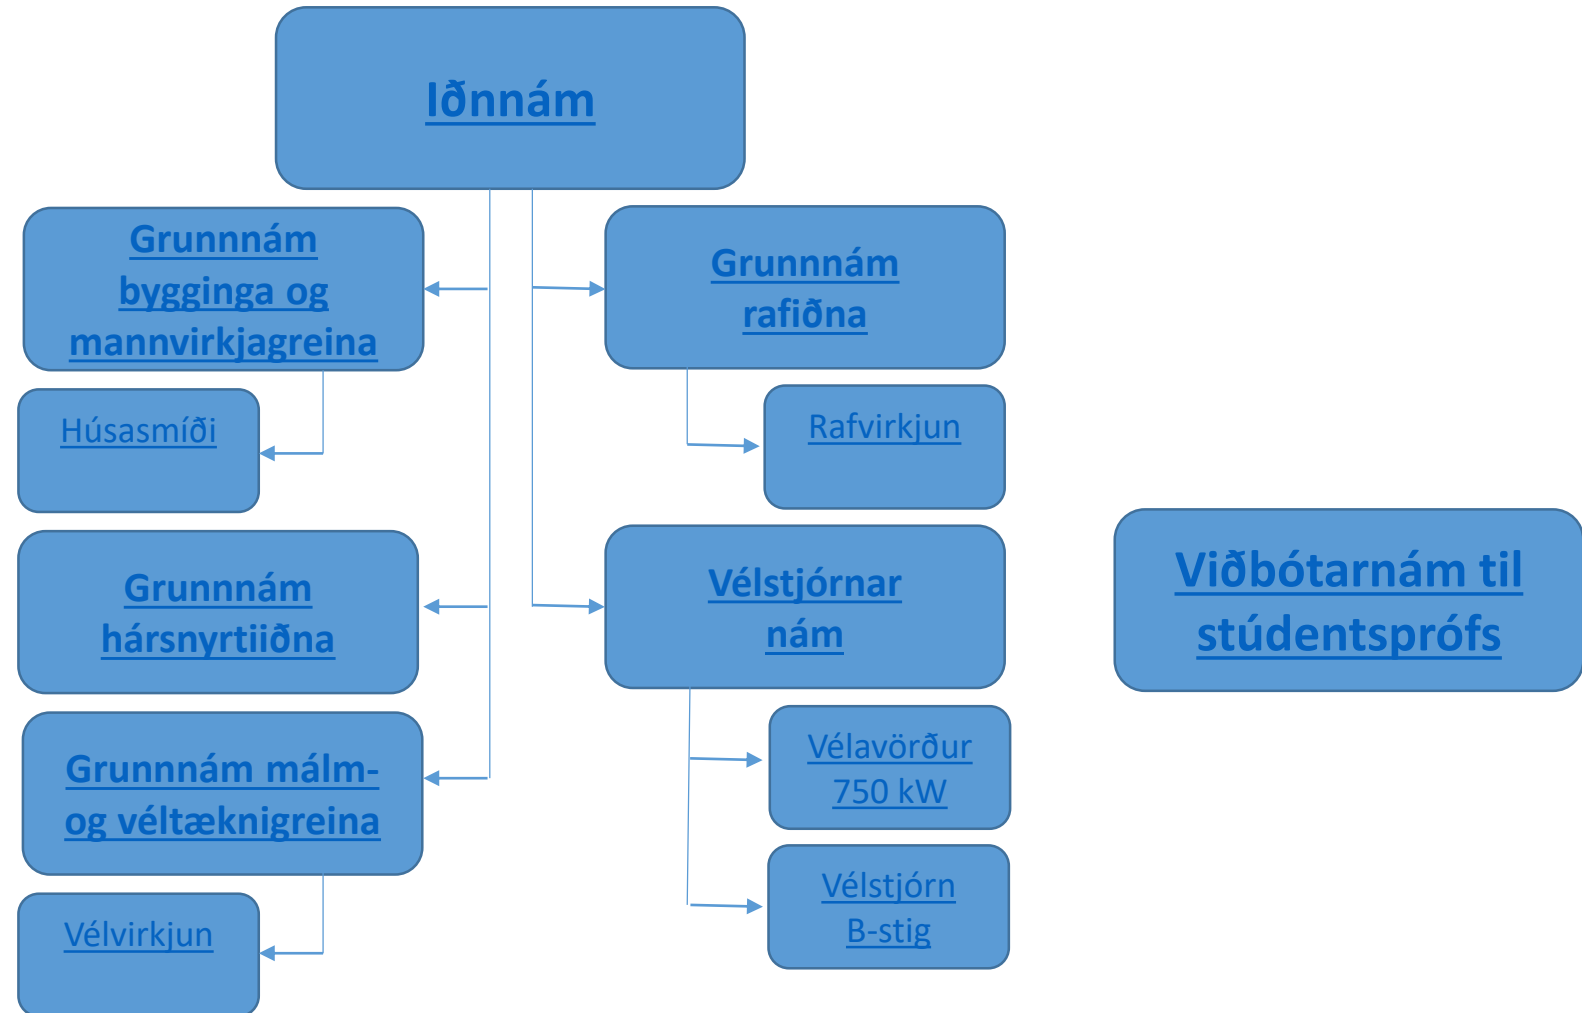 Iðnnám
Grunnnám
bygginga og
mannvirkjagreina
Húsasmíði
Grunnnám
hársnyrtiiðna
Grunnnám málm-
og véltæknigreina
Vélvirkjun
Grunnnám
rafiðna
Rafvirkjun
Vélstjórnar
nám
Vélavörður
750 kW
Vélstjórn
B-stig
Viðbótarnám til
stúdentsprófs